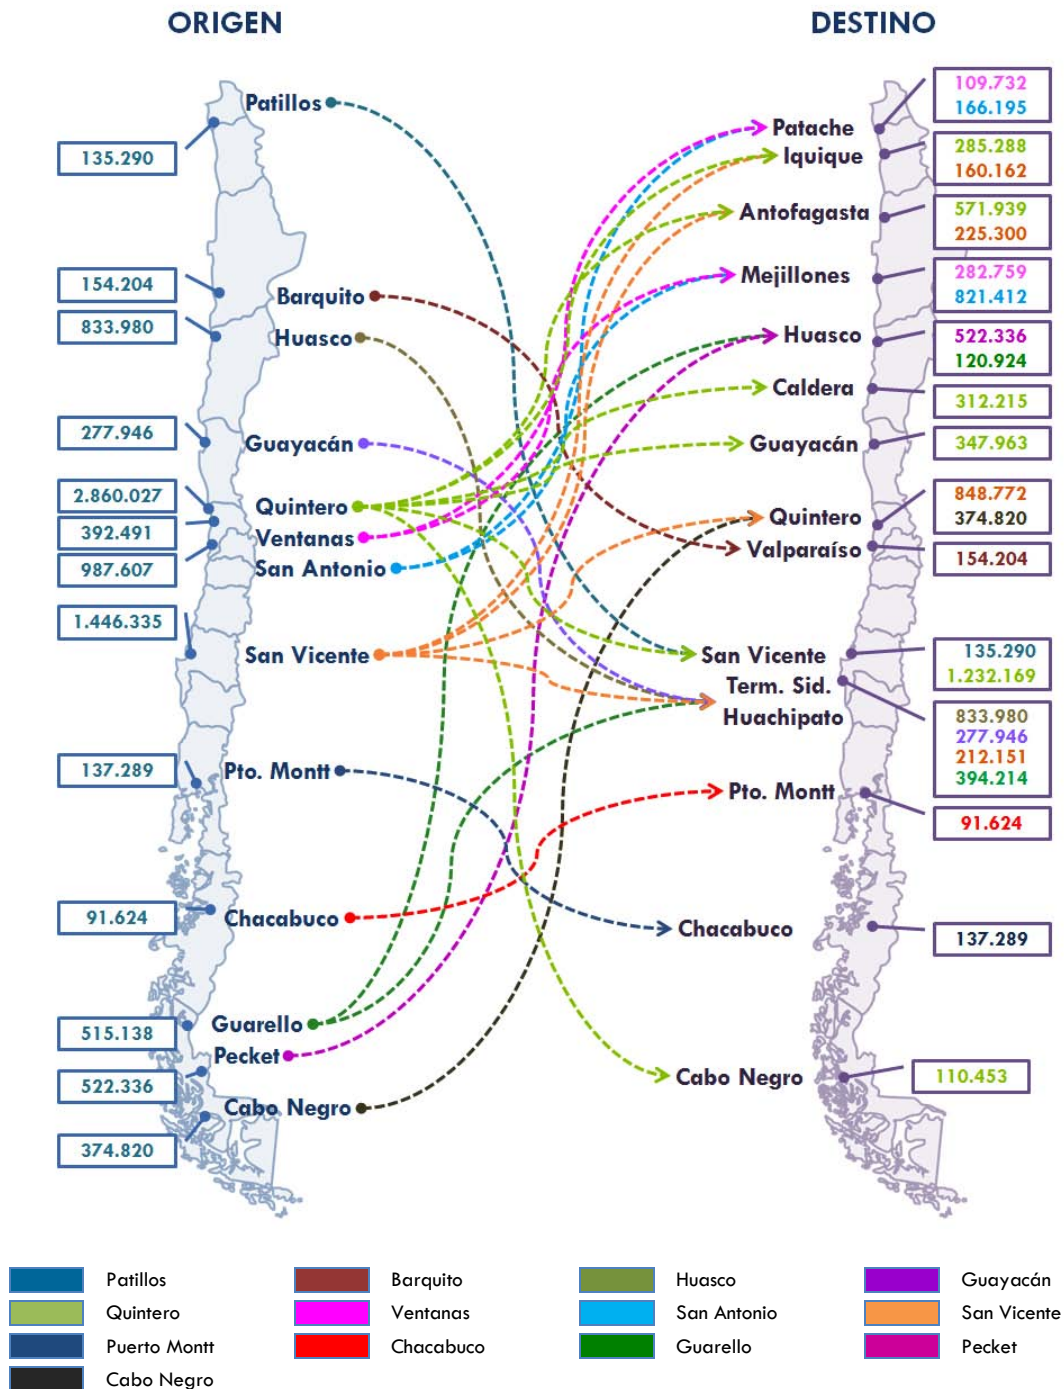 ORIGEN
DESTINO
Patillos
135.290
154.204
Barquito
833.980
Huasco
277.946
Guayacán
2.860.027
Quintero
392.491
Ventanas
987.607
San Antonio
1.446.335
San Vicente
137.289
Pto. Montt
91.624
Chacabuco
515.138
Guarello
522.336
Pecket
374.820
Cabo Negro
Patache
109.732
166.195
Iquique
285.288
160.162
Antofagasta
571.939
225.300
Mejillones
282.759
821.412
Huasco
522.336
120.924
Caldera
312.215
Guayacán
347.963
Quintero
848.772
374.820
Valparaíso
154.204
San Vicente
135.290
1.232.169
Term. Sid.
Huachipato
833.980
277.946
212.151
394.214
Pto. Montt
91.624
Chacabuco
137.289
Cabo Negro
110.453
Patillos
Barquito
Huasco
Guayacán
Quintero
Ventanas
San Antonio
San Vicente
Puerto Montt
Chacabuco
Guarello
Pecket
Cabo Negro